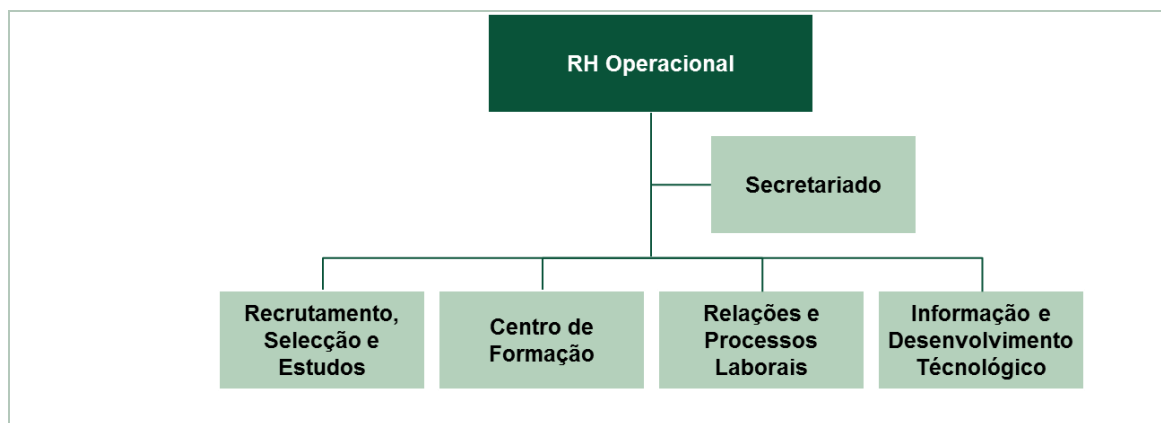 RH Operacional
Secretariado
Recrutamento,
Selecção e
Estudos
Centro de
Formação
Relações e
Processos
Laborais
Informação e
Desenvolvimento
Técnológico